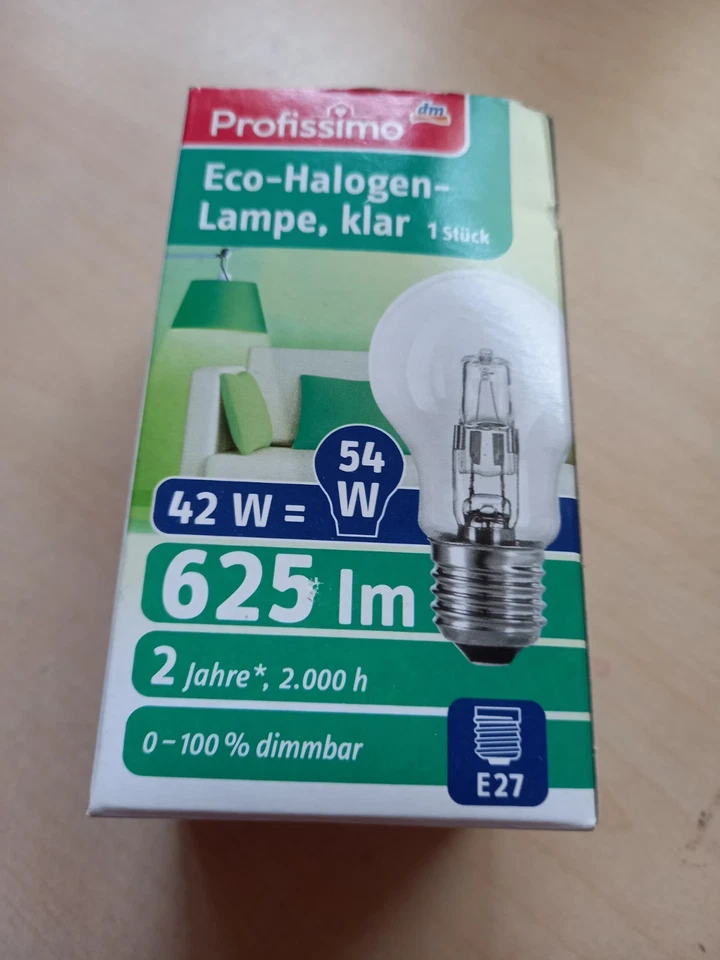 Profissimo
dm
Eco-Halogen-
Lampe, klar 1 Stück
42 W = 54 W
625 lm
2 Jahre*, 2.000 h
0-100 % dimmbar
E27